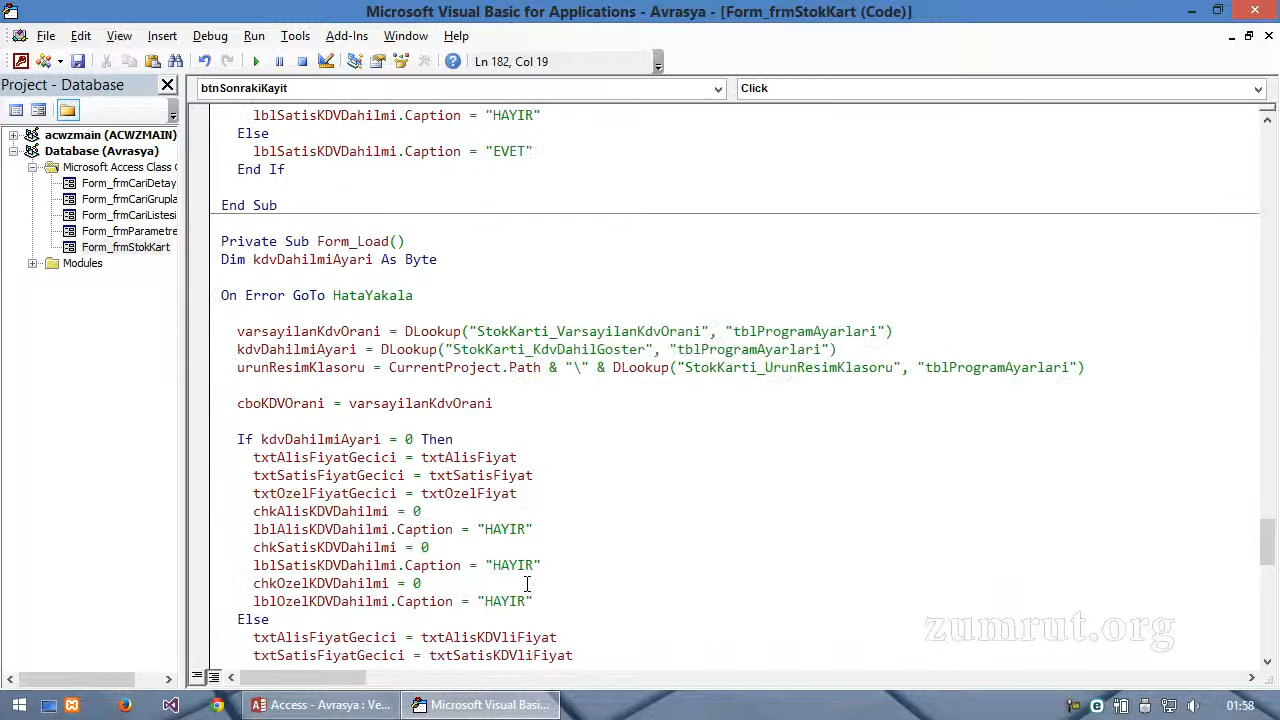 Microsoft Visual Basic for Applications - Avrasya - [Form_frmStokKart (Code)]
File Edit View Insert Debug Run Tools Add-Ins Window Help
Ln 182, Col 19
Project - Database
btnSonrakiKayit
Click
acwzmain (ACWZMAIN)
Database (Avrasya)
Microsoft Access Class
Form_frmCariDetay
Form_frmCariGrupla
Form_frmCariListesi
Form_frmParametre
Form_frmStokKart
Modules
lblSatisKDVDahilmi.Caption = "HAYIR"
Else
lblSatisKDVDahilmi.Caption = "EVET"
End If
End Sub
Private Sub Form_Load()
Dim kdvDahilmiAyari As Byte
On Error GoTo HataYakala
varsayilanKdvOrani = DLookup("StokKarti_VarsayilanKdvOrani", "tblProgramAyarlari")
kdvDahilmiAyari = DLookup("StokKarti_KdvDahilGoster", "tblProgramAyarlari")
urunResimKlasoru = CurrentProject.Path & "\" & DLookup("StokKarti_UrunResimKlasoru", "tblProgramAyarlari")
cboKDVOrani = varsayilanKdvOrani
If kdvDahilmiAyari = 0 Then
txtAlisFiyatGecici = txtAlisFiyat
txtSatisFiyatGecici = txtSatisFiyat
txtOzelFiyatGecici = txtOzelFiyat
chkAlisKDVDahilmi = 0
lblAlisKDVDahilmi.Caption = "HAYIR"
chkSatisKDVDahilmi = 0
lblSatisKDVDahilmi.Caption = "HAYIR"
chkOzelKDVDahilmi = 0
lblOzelKDVDahilmi.Caption = "HAYIR"
Else
txtAlisFiyatGecici = txtAlisKDVliFiyat
txtSatisFiyatGecici = txtSatisKDVliFiyat
zumrut.org
Access - Avrasya : Ve...
Microsoft Visual Basi...
01:58